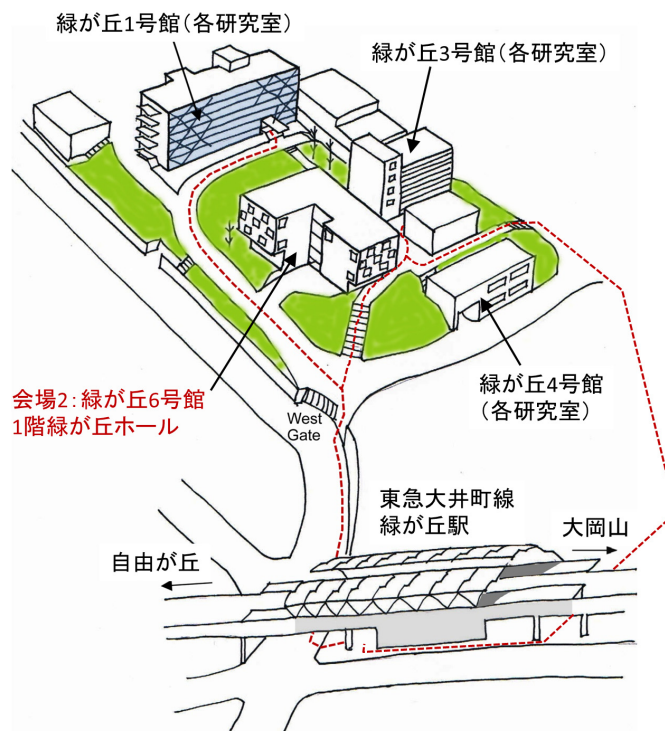 緑が丘1号館(各研究室)
緑が丘3号館(各研究室)
会場2:緑が丘6号館
1階緑が丘ホール
West
Gate
緑が丘4号館
(各研究室)
東急大井町線
緑が丘駅
大岡山
自由が丘